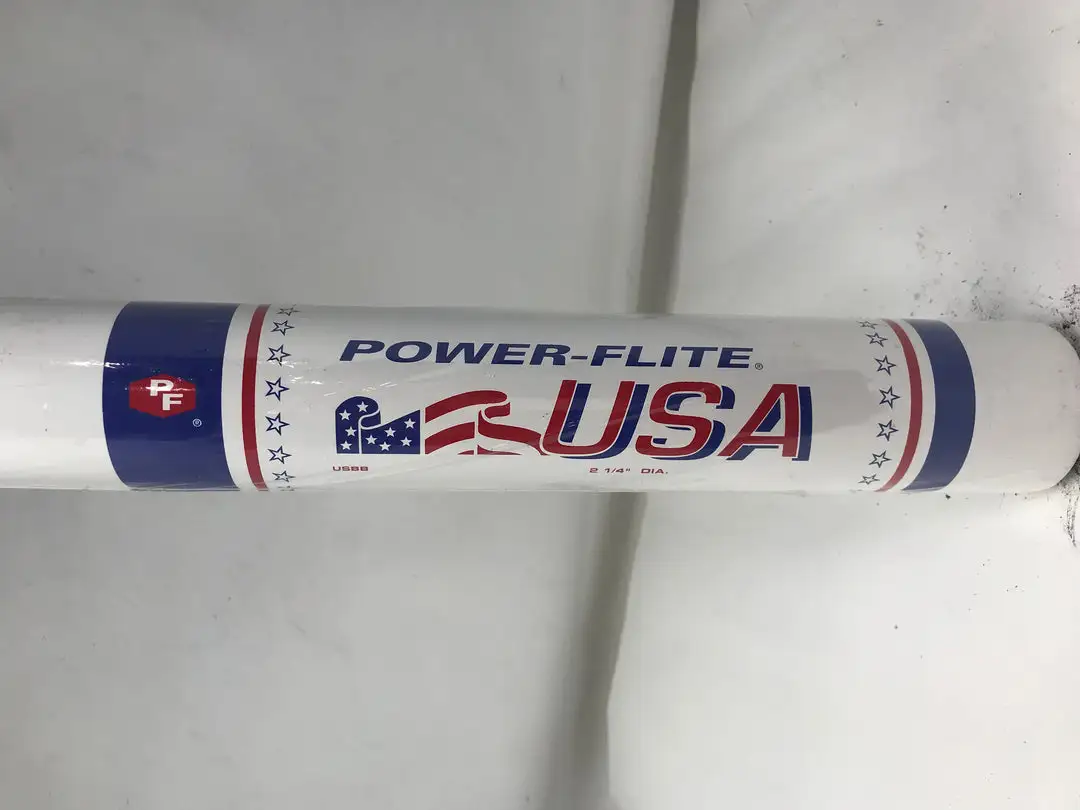 PF®
POWER-FLITE®
USA
USBB
2 1/4" DIA.